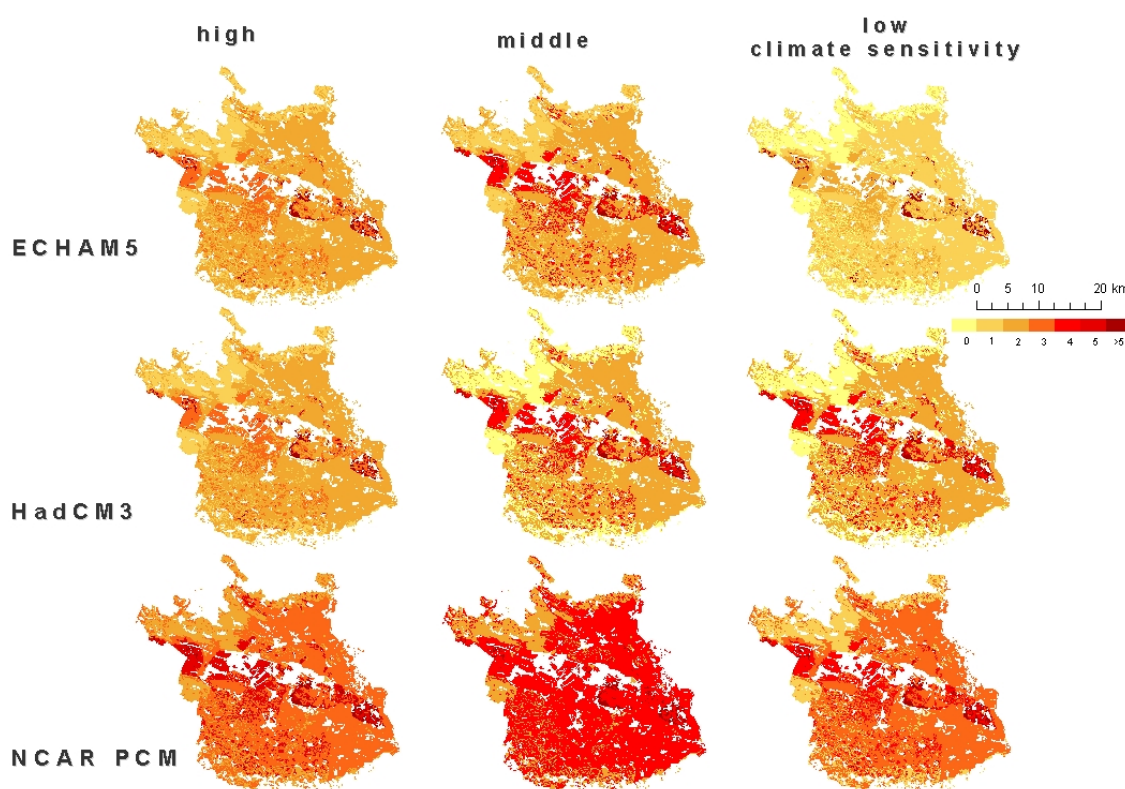 high
middle
low
climate sensitivity
ECHAM5
0 5 10 20 km
0 1 2 3 4 5 >5
HadCM3
NCAR PCM